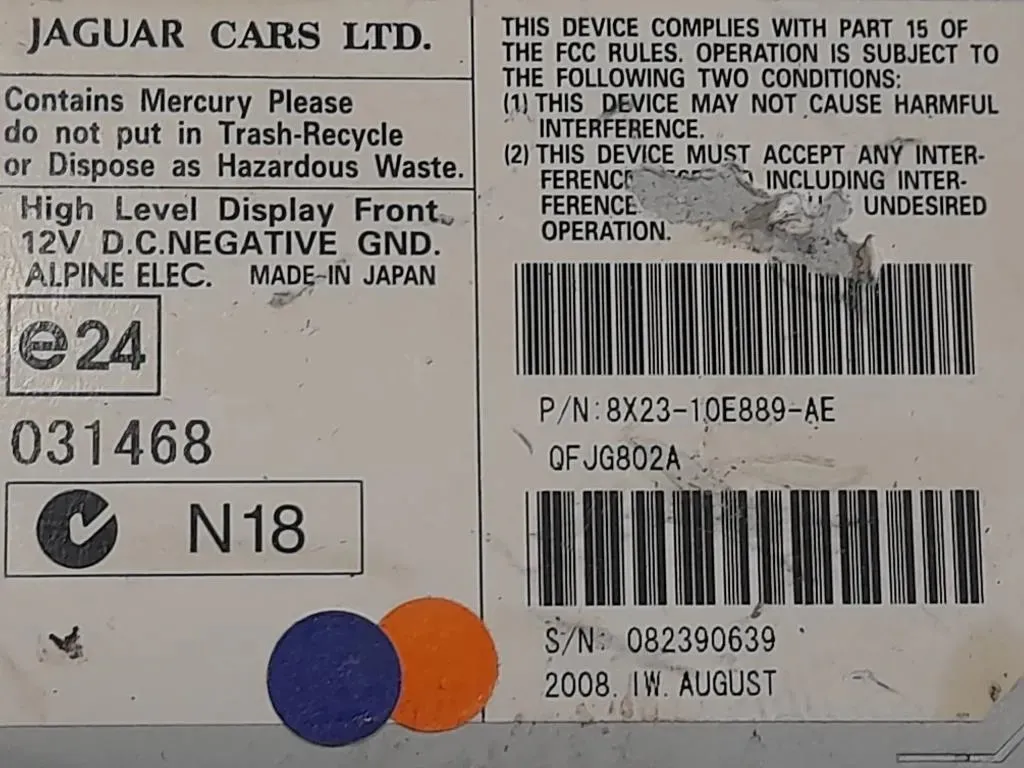 JAGUAR CARS LTD.
Contains Mercury Please
do not put in Trash-Recycle
or Dispose as Hazardous Waste.
High Level Display Front
12V D.C.NEGATIVE GND.
ALPINE ELEC. MADE-IN JAPAN
e24
031468
N18
THIS DEVICE COMPLIES WITH PART 15 OF
THE FCC RULES. OPERATION IS SUBJECT TO
THE FOLLOWING TWO CONDITIONS:
(1) THIS DEVICE MAY NOT CAUSE HARMFUL
INTERFERENCE.
(2) THIS DEVICE MUST ACCEPT ANY INTER-
INCLUDING INTER-
FERENCE UNDESIRED
OPERATION.
P/N:8X23-10E889-AE
QFJG802A
S/N: 082390639
2008. IW. AUGUST